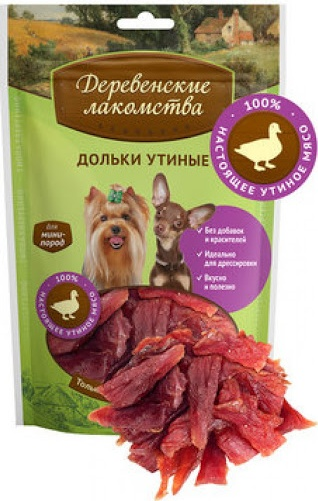 Деревенские
лакомства
100%
НАСТОЯЩЕЕ УТИНОЕ МЯСО
ДОЛЬКИ УТИНЫЕ
Для
мини-
пород
Без добавок
и красителей
Идеально
для дрессировки
Вкусно
и полезно
100%
НАСТОЯЩЕЕ УТИНОЕ МЯСО